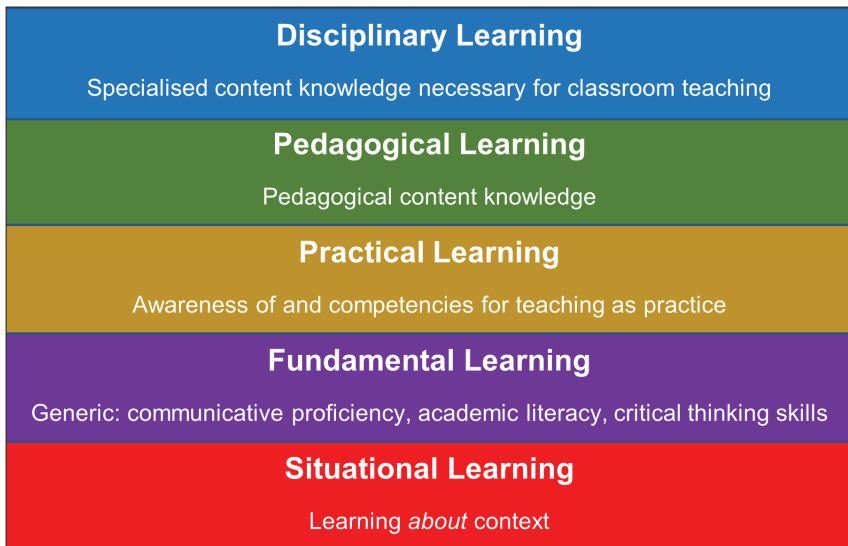 Disciplinary Learning
Specialised content knowledge necessary for classroom teaching
Pedagogical Learning
Pedagogical content knowledge
Practical Learning
Awareness of and competencies for teaching as practice
Fundamental Learning
Generic: communicative proficiency, academic literacy, critical thinking skills
Situational Learning
Learning about context